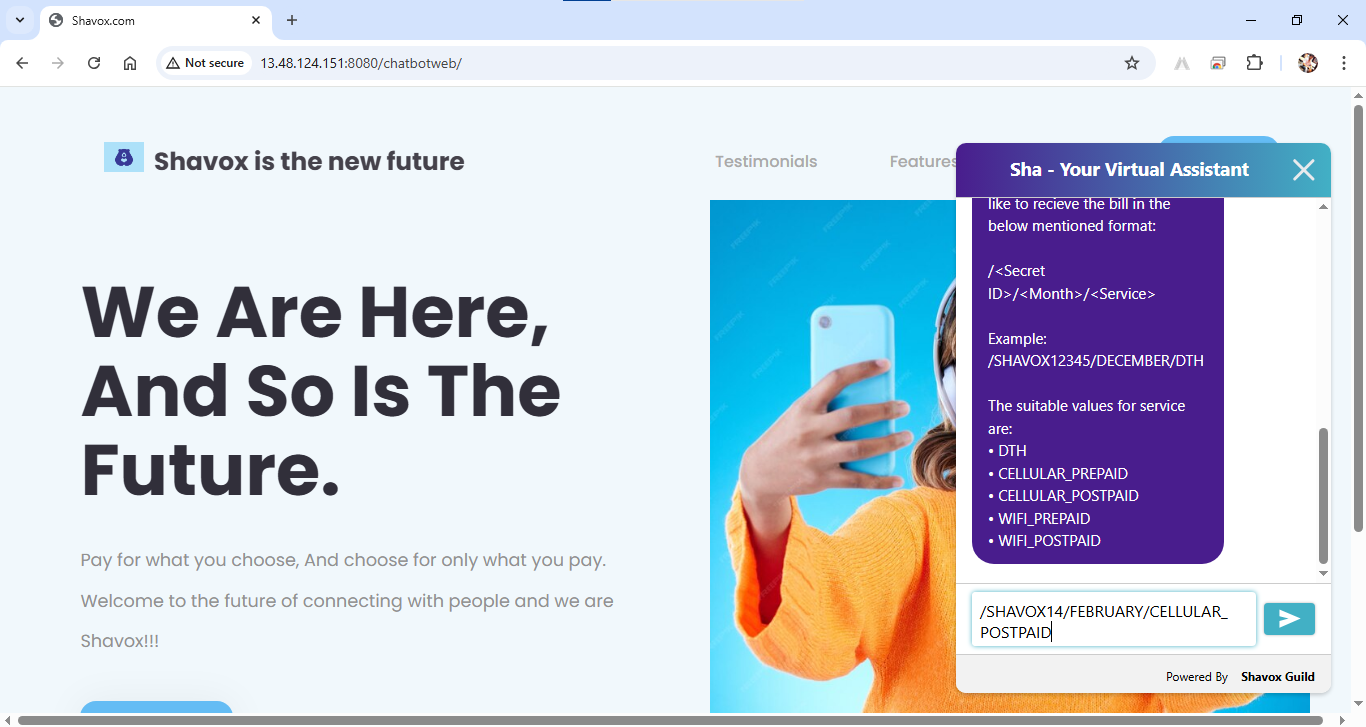 Shavox.com
Not secure
13.48.124.151:8080/chatbotweb/
Shavox is the new future
Testimonials
Features
We Are Here,
And So Is The
Future.
Pay for what you choose, And choose for only what you pay.
Welcome to the future of connecting with people and we are
Shavox!!!
Sha - Your Virtual Assistant
like to recieve the bill in the
below mentioned format:
/<Secret
ID>/<Month>/<Service>
Example:
/SHAVOX12345/DECEMBER/DTH
The suitable values for service
are:
• DTH
• CELLULAR_PREPAID
• CELLULAR_POSTPAID
• WIFI_PREPAID
• WIFI_POSTPAID
/SHAVOX14/FEBRUARY/CELLULAR_
POSTPAID
Powered By Shavox Guild